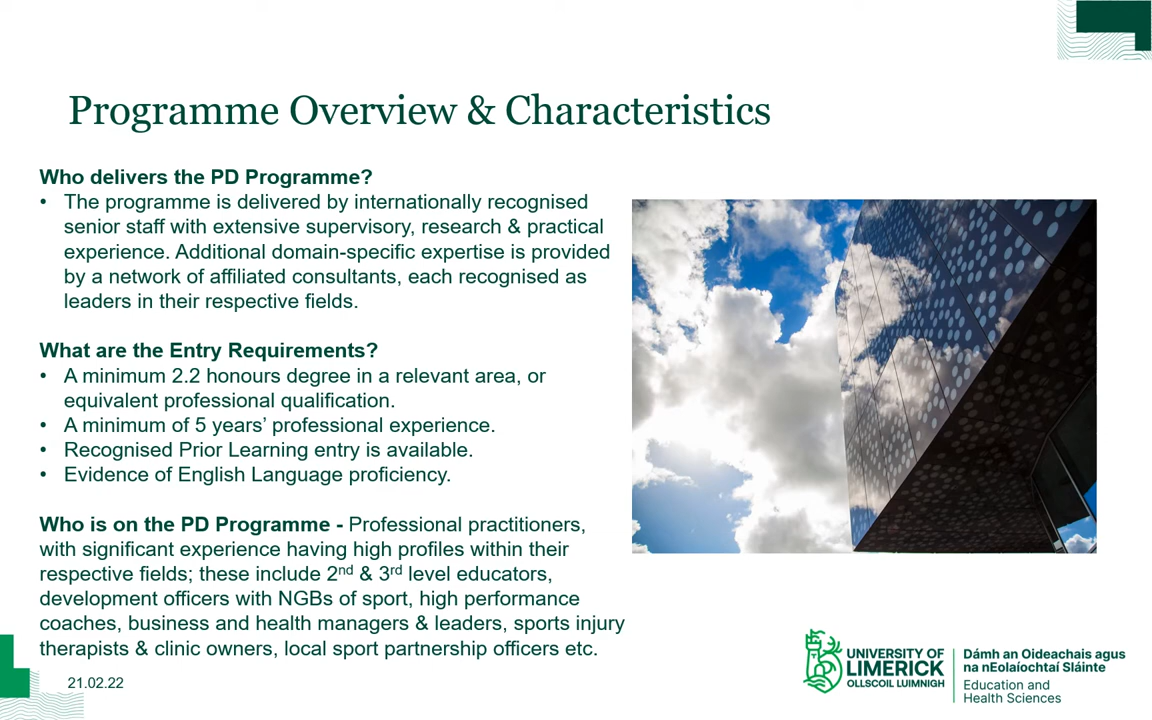 Programme Overview & Characteristics
Who delivers the PD Programme?
• The programme is delivered by internationally recognised
senior staff with extensive supervisory, research & practical
experience. Additional domain-specific expertise is provided
by a network of affiliated consultants, each recognised as
leaders in their respective fields.
What are the Entry Requirements?
• A minimum 2.2 honours degree in a relevant area, or
equivalent professional qualification.
• A minimum of 5 years’ professional experience.
• Recognised Prior Learning entry is available.
• Evidence of English Language proficiency.
Who is on the PD Programme - Professional practitioners,
with significant experience having high profiles within their
respective fields; these include 2nd & 3rd level educators,
development officers with NGBs of sport, high performance
coaches, business and health managers & leaders, sports injury
therapists & clinic owners, local sport partnership officers etc.
21.02.22
UNIVERSITY OF
LIMERICK
OLLSCOIL LUIMNIGH
Dámh an Oideachais agus
na nEolaíochtaí Sláinte
Education and
Health Sciences